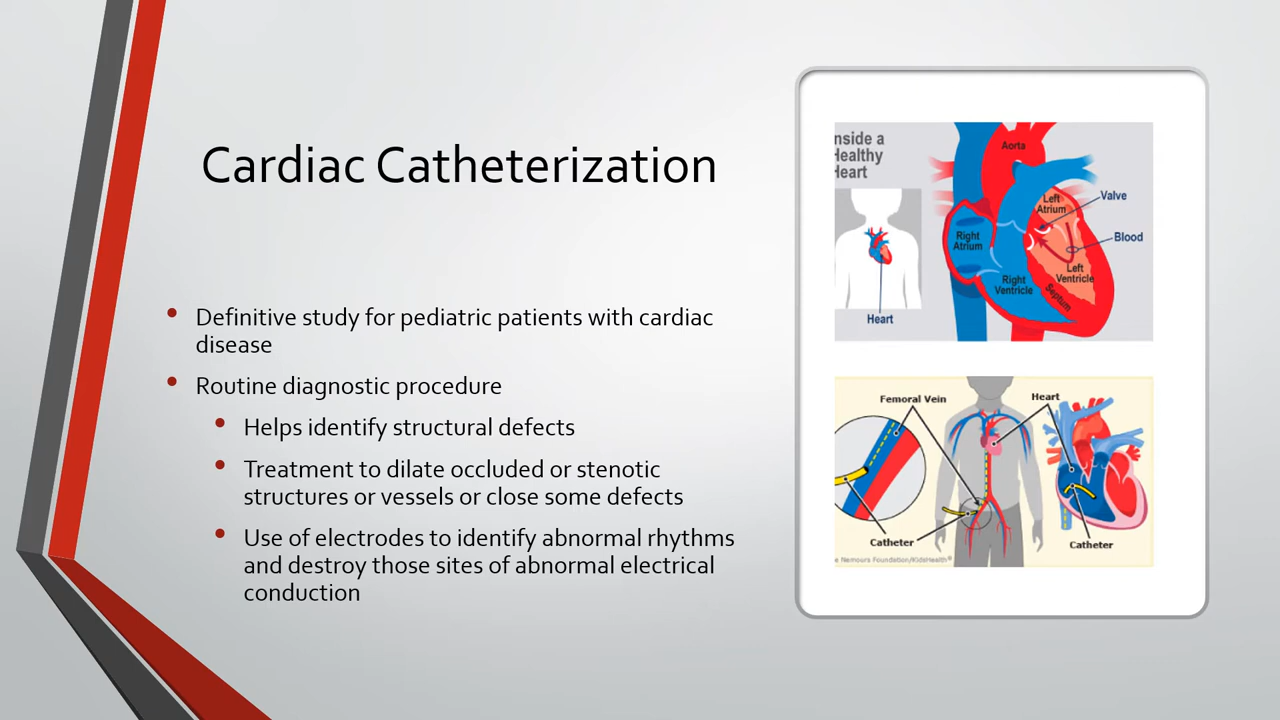 Cardiac Catheterization
• Definitive study for pediatric patients with cardiac
disease
• Routine diagnostic procedure
• Helps identify structural defects
• Treatment to dilate occluded or stenotic
structures or vessels or close some defects
• Use of electrodes to identify abnormal rhythms
and destroy those sites of abnormal electrical
conduction
nside a
Healthy
Heart
Aorta
Left
Atrium
Valve
Right
Atrium
Blood
Left
Ventricle
Right
Ventricle
Septum
Heart
Femoral Vein
Heart
Catheter
Catheter
e Nemours Foundation/KidsHealth®